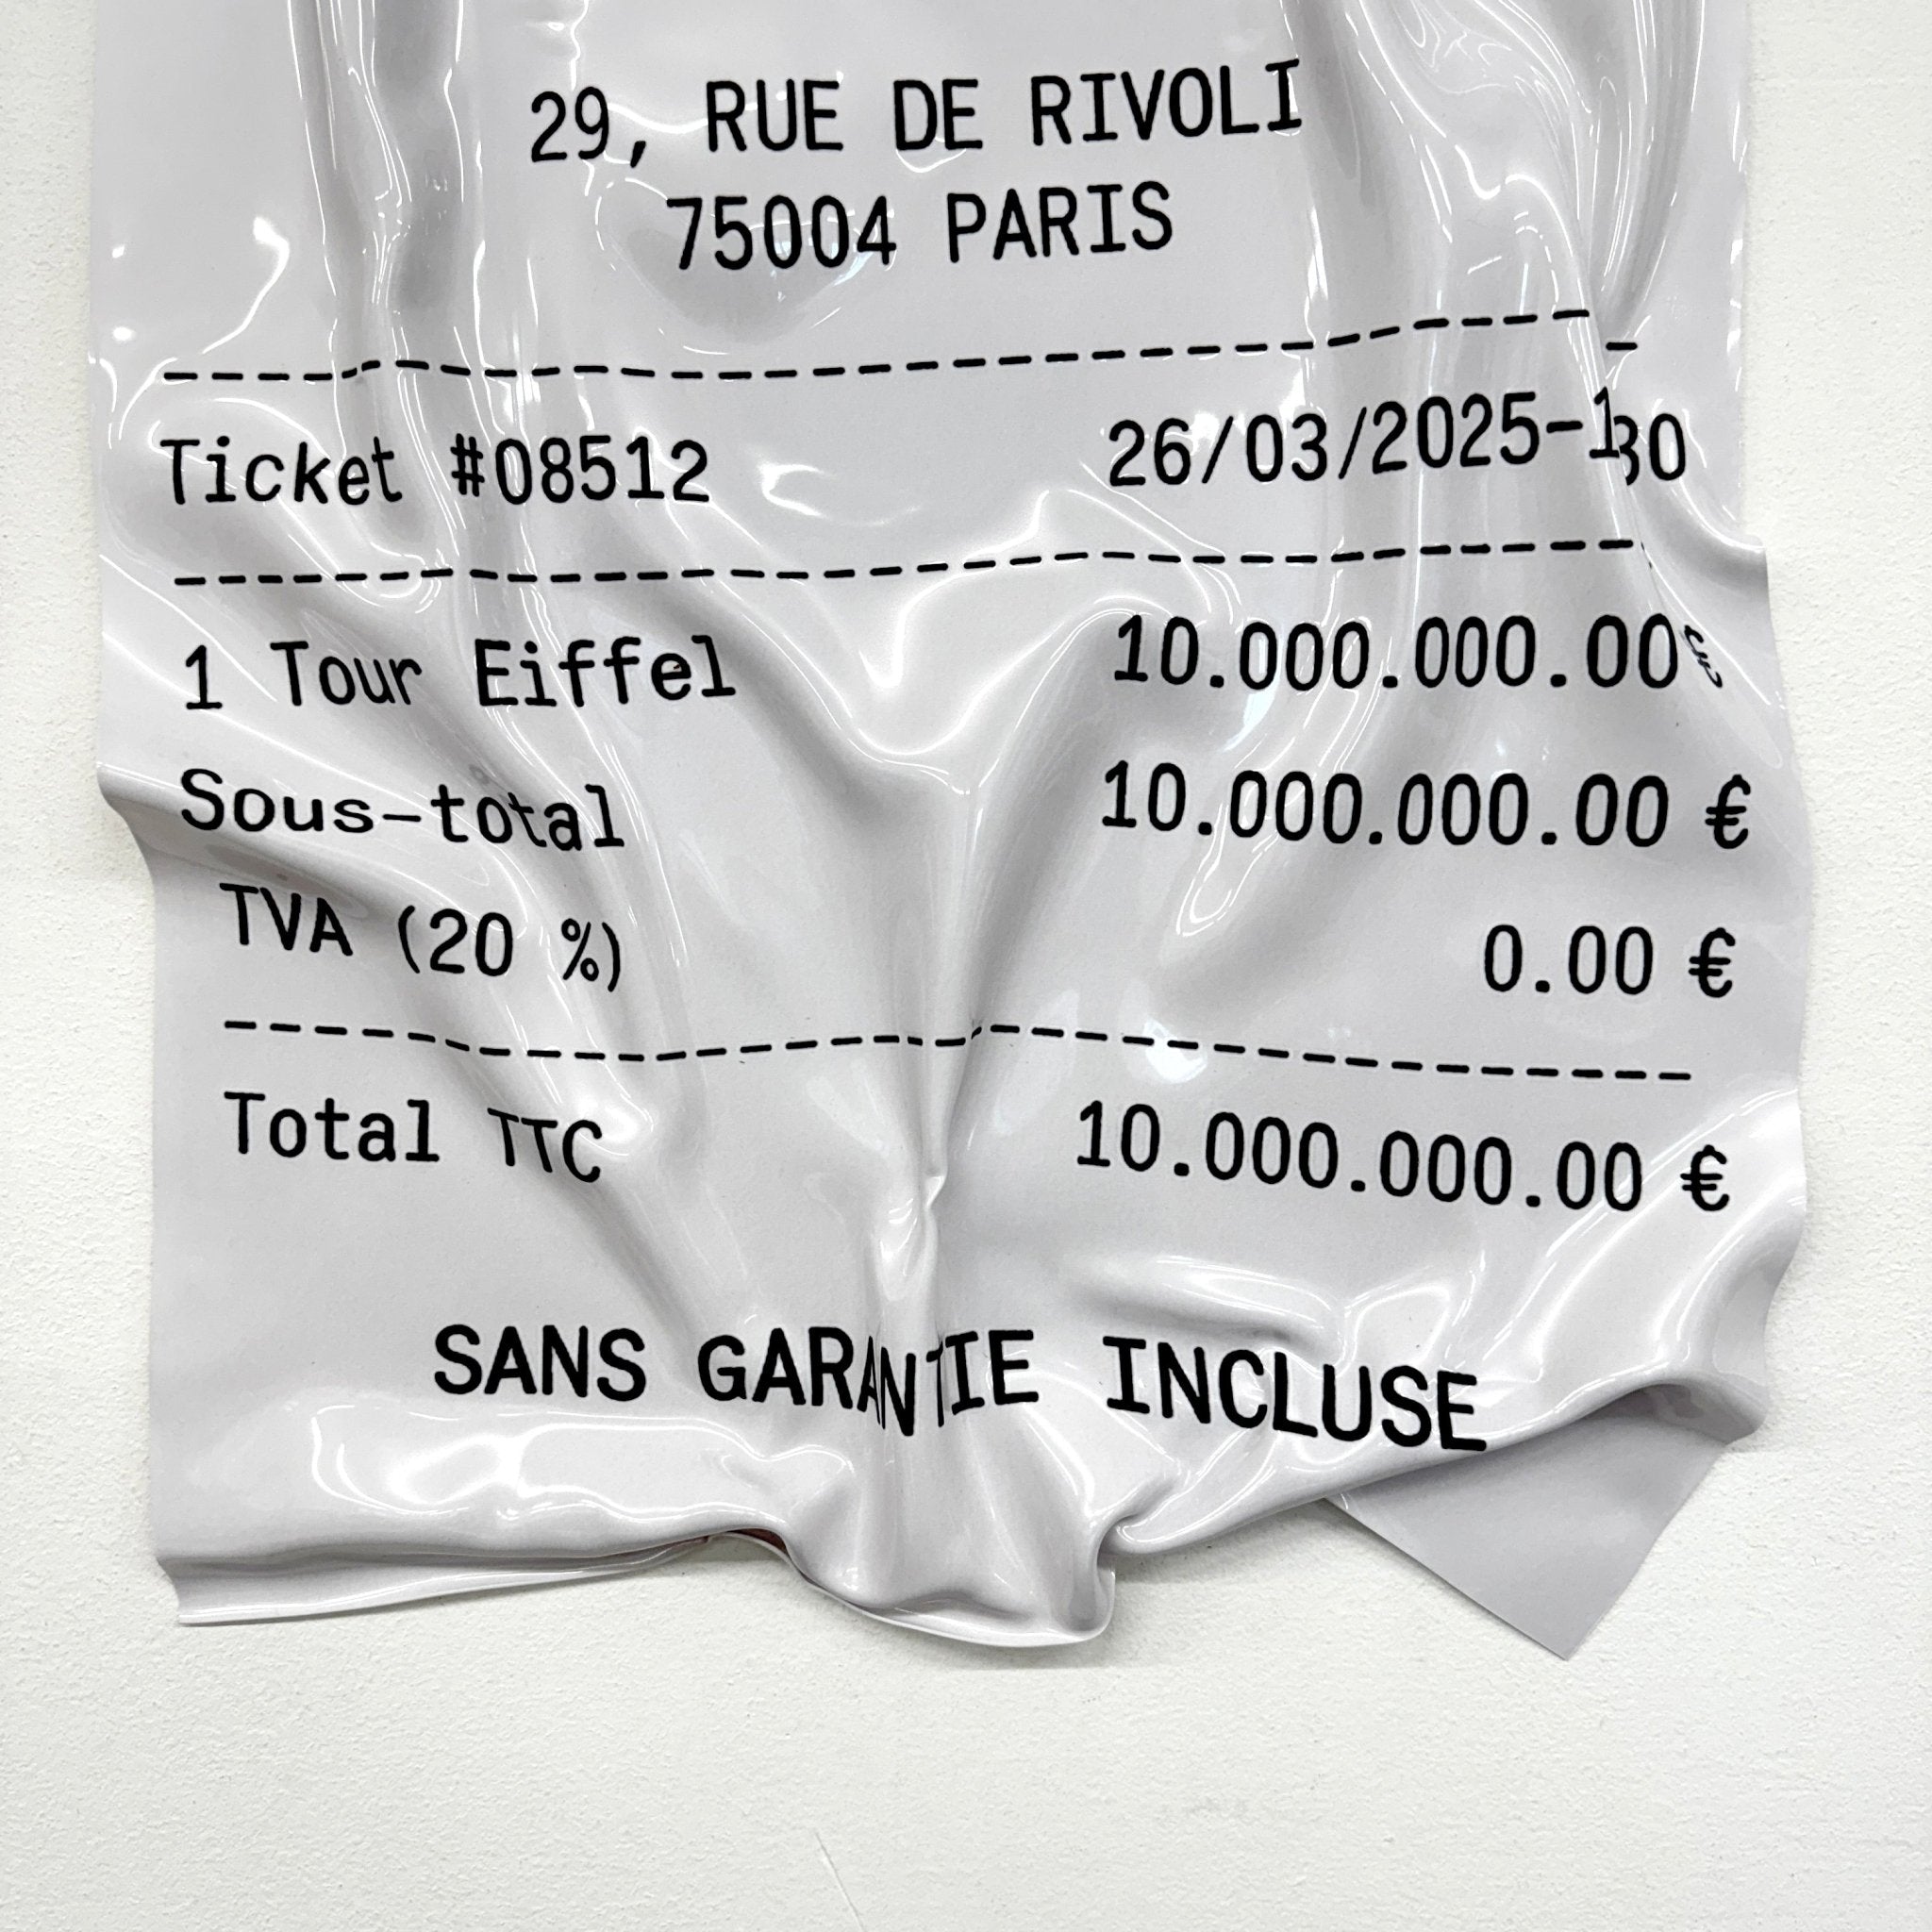 29, RUE DE RIVOLI
75004 PARIS
Ticket #08512 26/03/2025-1 30
1 Tour Eiffel 10.000.000.00 €
Sous-total 10.000.000.00 €
TVA (20 %) 0.00 €
Total TTC 10.000.000.00 €
SANS GARANTIE INCLUSE